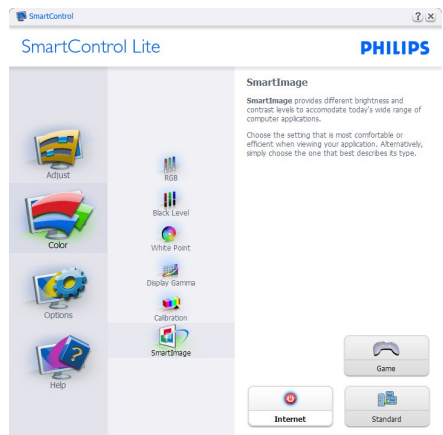 SmartControl
SmartControl Lite
PHILIPS
Adjust
Color
Options
Help
RGB
Black Level
White Point
Display Gamma
Calibration
SmartImage
SmartImage
SmartImage provides different brightness and
contrast levels to accomodate today's wide range of
computer applications.
Choose the setting that is most comfortable or
efficient when viewing your application. Alternatively,
simply choose the one that best describes its type.
Game
Internet
Standard